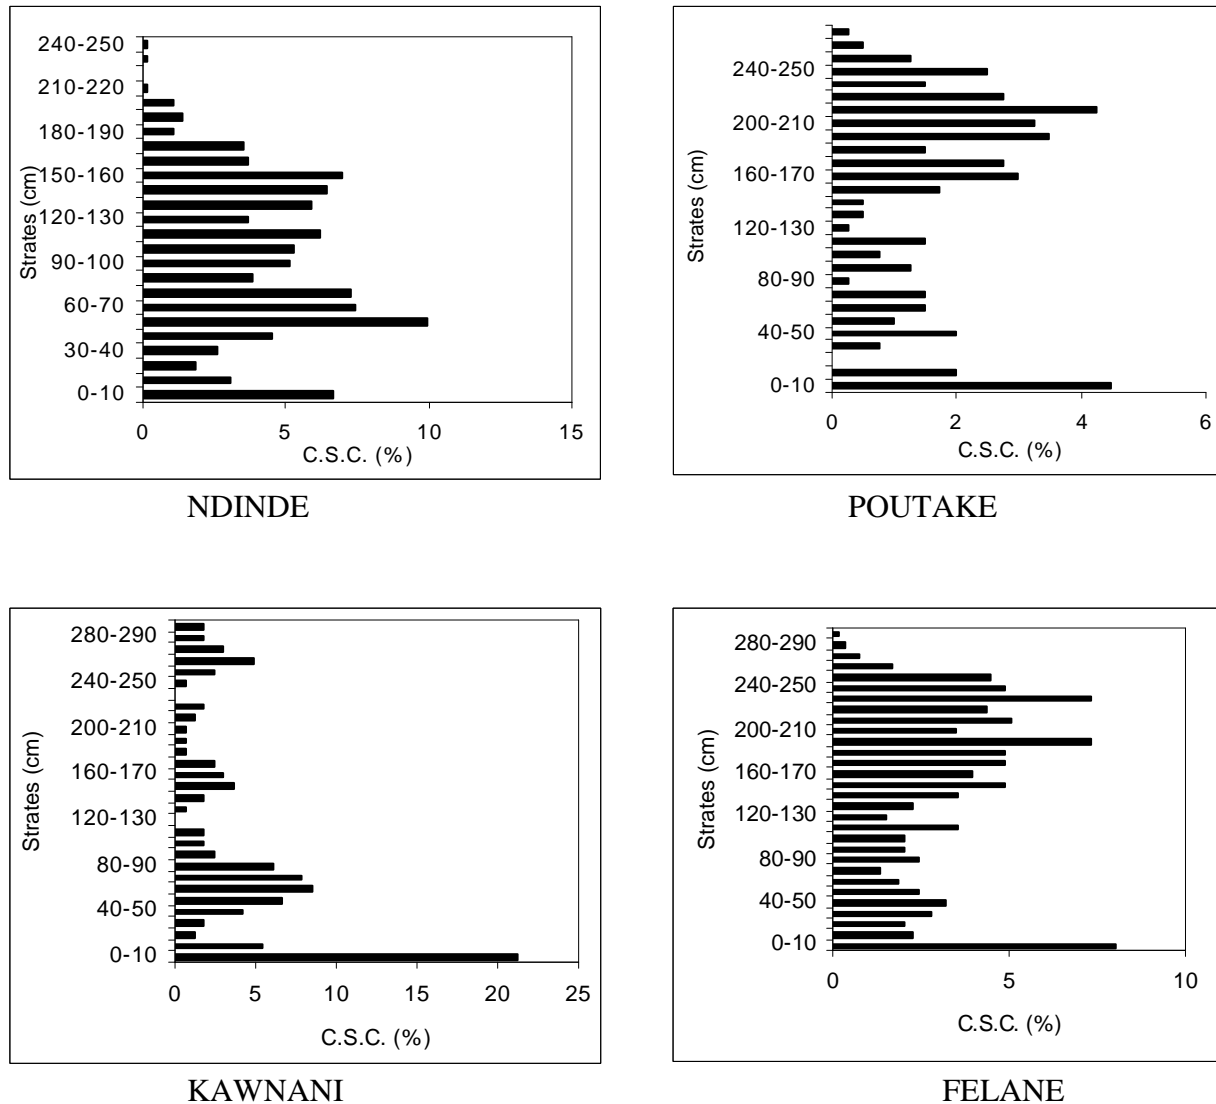 240-250
210-220
180-190
150-160
120-130
90-100
60-70
30-40
0-10
Strates (cm)
0 5 10 15
C.S.C. (%)
NDINDE
240-250
200-210
160-170
120-130
80-90
40-50
0-10
Strates (cm)
0 2 4 6
C.S.C. (%)
POUTAKE
280-290
240-250
200-210
160-170
120-130
80-90
40-50
0-10
Strates (cm)
0 5 10 15 20 25
C.S.C. (%)
KAWNANI
280-290
240-250
200-210
160-170
120-130
80-90
40-50
0-10
Strates (cm)
0 5 10
C.S.C. (%)
FELANE